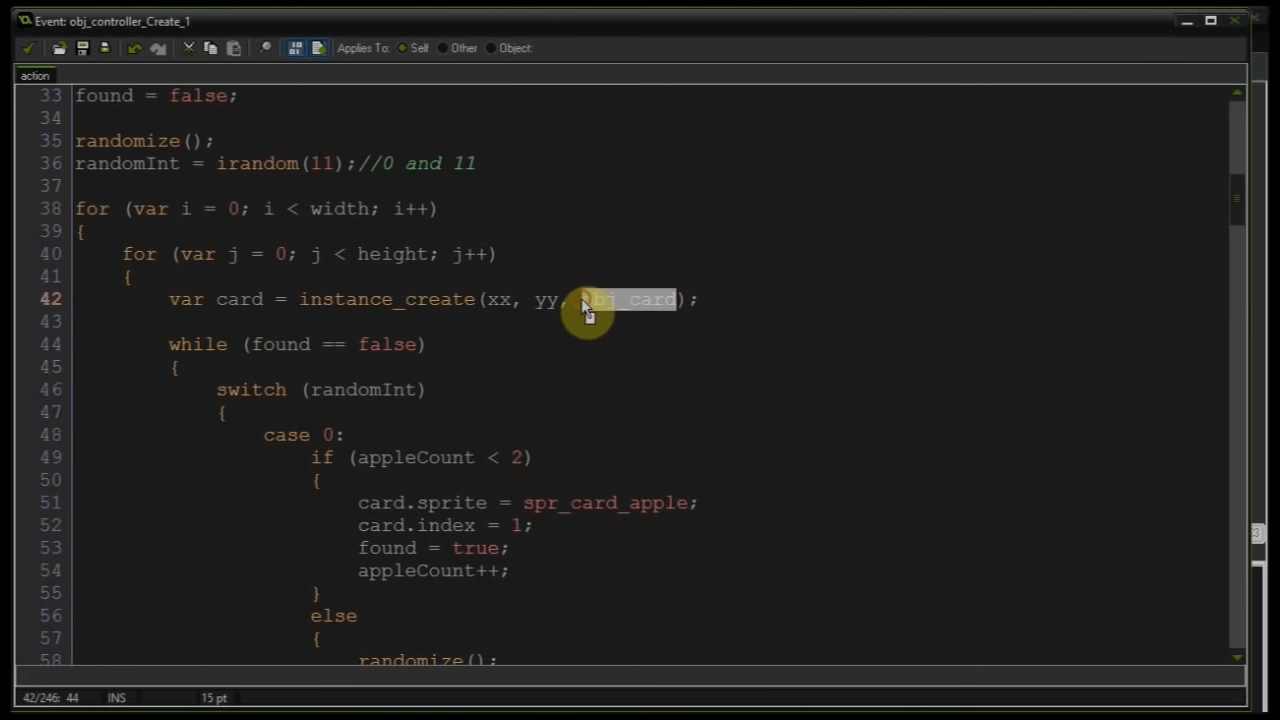 Event: obj_controller_Create_1
Applies To: Self Other Object:
action
33 found = false;
34
35 randomize();
36 randomInt = irandom(11);//0 and 11
37
38 for (var i = 0; i < width; i++)
39 {
40 for (var j = 0; j < height; j++)
41 {
42 var card = instance_create(xx, yy, obj_card);
43
44 while (found == false)
45 {
46 switch (randomInt)
47 {
48 case 0:
49 if (appleCount < 2)
50 {
51 card.sprite = spr_card_apple;
52 card.index = 1;
53 found = true;
54 appleCount++;
55 }
56 else
57 {
58 randomize();
42/246: 44 INS 15 pt